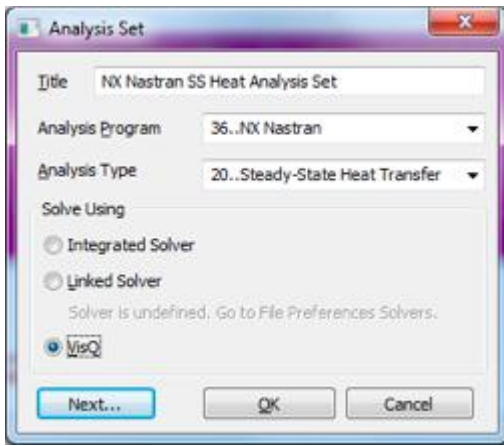 Analysis Set
Title NX Nastran SS Heat Analysis Set
Analysis Program 36..NX Nastran
Analysis Type 20..Steady-State Heat Transfer
Solve Using
Integrated Solver
Linked Solver
Solver is undefined. Go to File Preferences Solvers.
VisQ
Next... OK Cancel